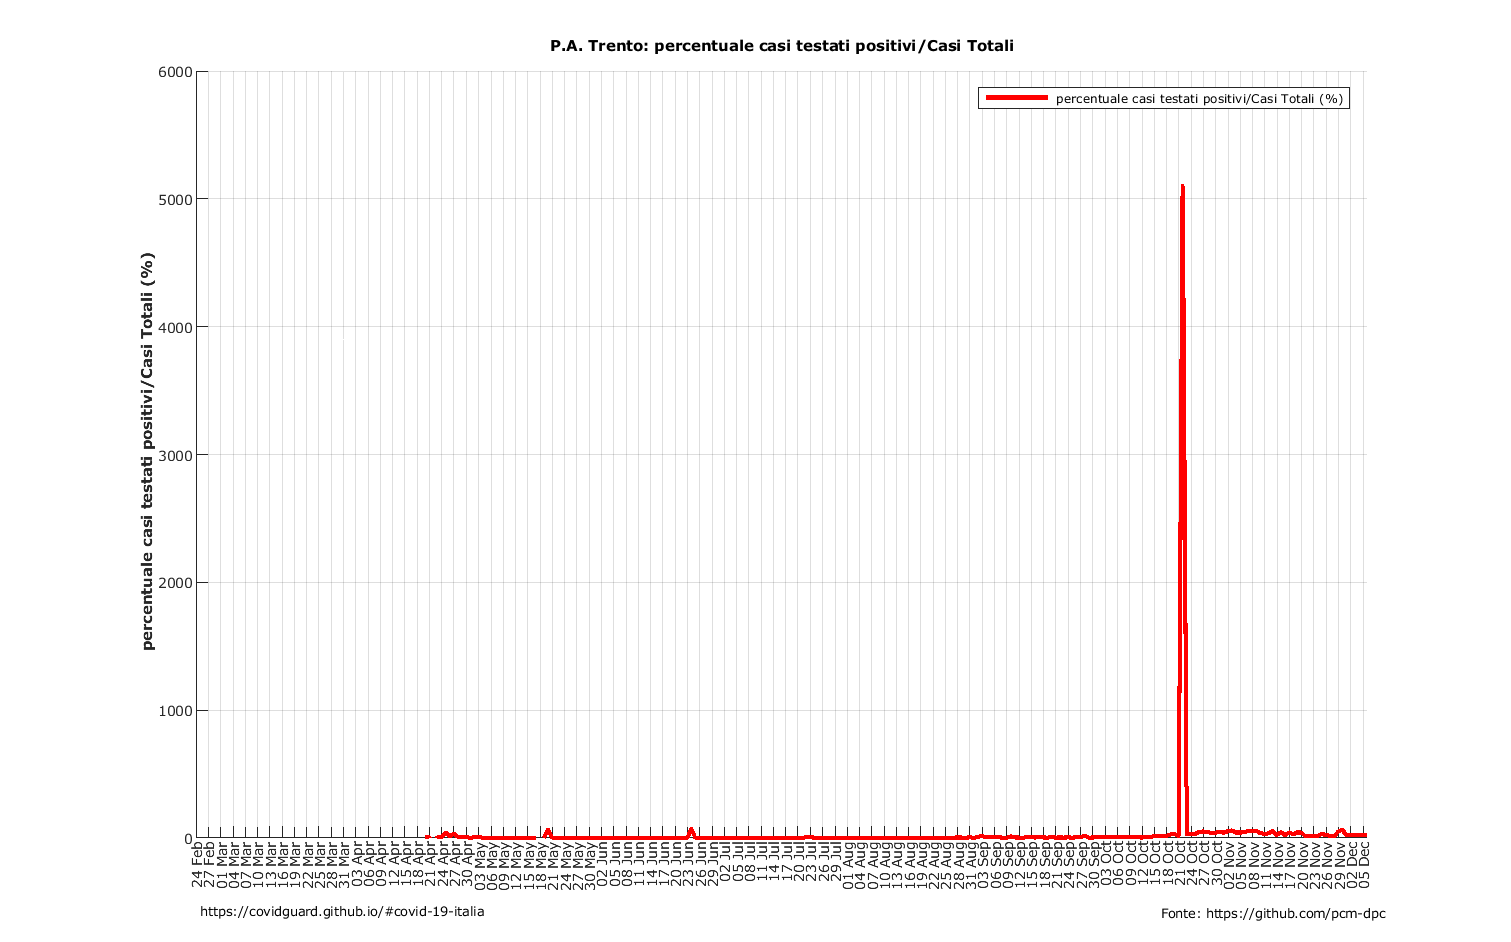 P.A. Trento: percentuale casi testati positivi/Casi Totali
percentuale casi testati positivi/Casi Totali (%)
percentuale casi testati positivi/Casi Totali (%)
6000
5000
4000
3000
2000
1000
0
24 Feb
27 Feb
01 Mar
04 Mar
07 Mar
10 Mar
13 Mar
16 Mar
19 Mar
22 Mar
25 Mar
28 Mar
31 Mar
03 Apr
06 Apr
09 Apr
12 Apr
15 Apr
18 Apr
21 Apr
24 Apr
27 Apr
30 Apr
03 May
06 May
09 May
12 May
15 May
18 May
21 May
24 May
27 May
30 May
02 Jun
05 Jun
08 Jun
11 Jun
14 Jun
17 Jun
20 Jun
23 Jun
26 Jun
29 Jun
02 Jul
05 Jul
08 Jul
11 Jul
14 Jul
17 Jul
20 Jul
23 Jul
26 Jul
29 Jul
01 Aug
04 Aug
07 Aug
10 Aug
13 Aug
16 Aug
19 Aug
22 Aug
25 Aug
28 Aug
31 Aug
03 Sep
06 Sep
09 Sep
12 Sep
15 Sep
18 Sep
21 Sep
24 Sep
27 Sep
30 Sep
03 Oct
06 Oct
09 Oct
12 Oct
15 Oct
18 Oct
21 Oct
24 Oct
27 Oct
30 Oct
02 Nov
05 Nov
08 Nov
11 Nov
14 Nov
17 Nov
20 Nov
23 Nov
26 Nov
29 Nov
02 Dec
05 Dec
https://covidguard.github.io/#covid-19-italia
Fonte: https://github.com/pcm-dpc